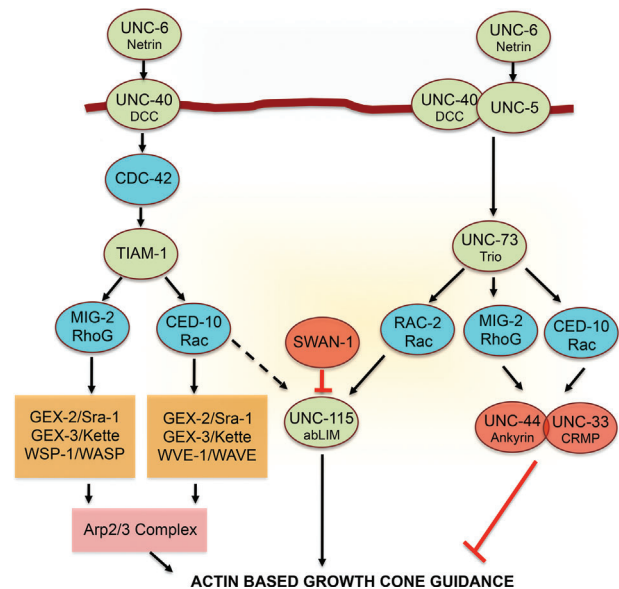 UNC-6
Netrin
UNC-6
Netrin
UNC-40
DCC
UNC-40
DCC
UNC-5
CDC-42
TIAM-1
UNC-73
Trio
MIG-2
RhoG
CED-10
Rac
SWAN-1
RAC-2
Rac
MIG-2
RhoG
CED-10
Rac
GEX-2/Sra-1
GEX-3/Kette
WSP-1/WASP
GEX-2/Sra-1
GEX-3/Kette
WVE-1/WAVE
UNC-115
abLIM
UNC-44
Ankyrin
UNC-33
CRMP
Arp2/3 Complex
ACTIN BASED GROWTH CONE GUIDANCE